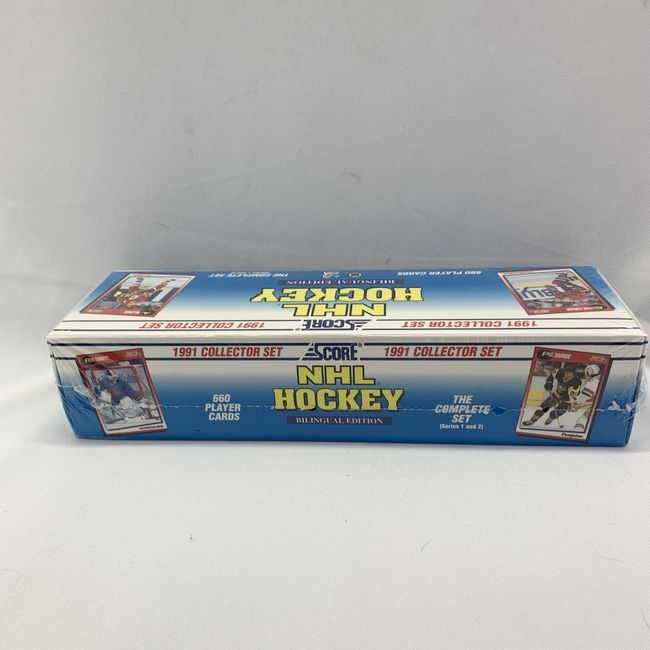 660 PLAYER CARDS
THE COMPLETE SET
BILINGUAL EDITION
NHL
HOCKEY
1991 COLLECTOR SET SCORE 1991 COLLECTOR SET
1991 COLLECTOR SET SCORE 1991 COLLECTOR SET
NHL
HOCKEY
BILINGUAL EDITION
660
PLAYER
CARDS
THE
COMPLETE
SET
(Series 1 and 2)
Penguins